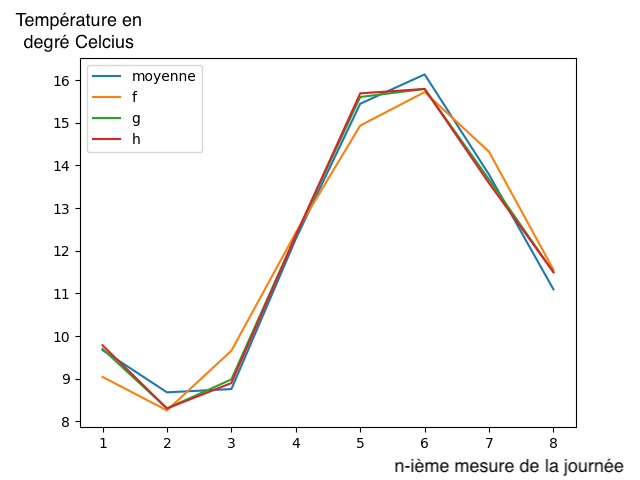 Température en
degré Celcius
moyenne
f
g
h
16
15
14
13
12
11
10
9
8
1 2 3 4 5 6 7 8
n-ième mesure de la journée